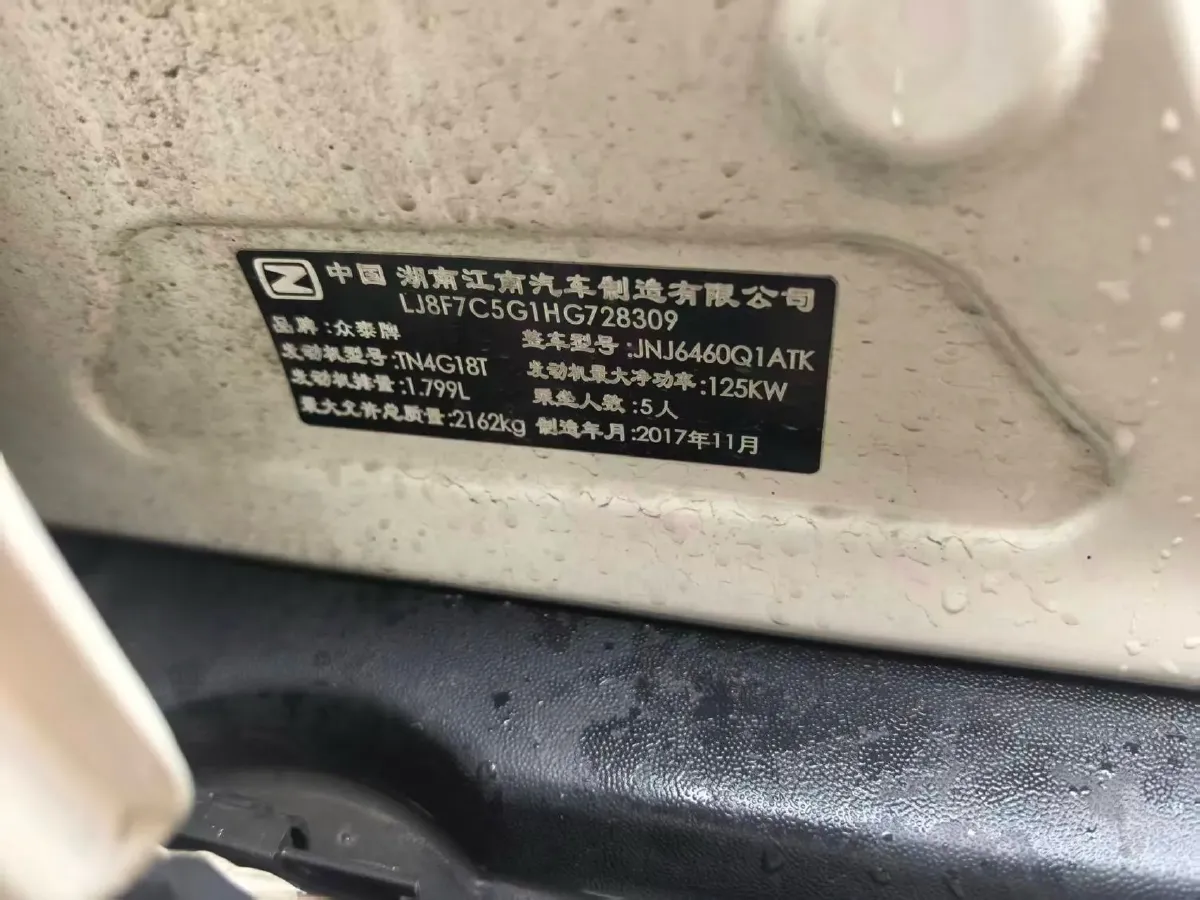 Z 中国 湖南江南汽车制造有限公司
LJ8F7C5G1HG728309
品牌:众泰牌 整车型号:JNJ6460Q1ATK
发动机型号:TN4G18T 发动机最大净功率:125KW
发动机排量:1.799L 乘坐人数:5人
最大允许总质量:2162kg 制造年月:2017年11月